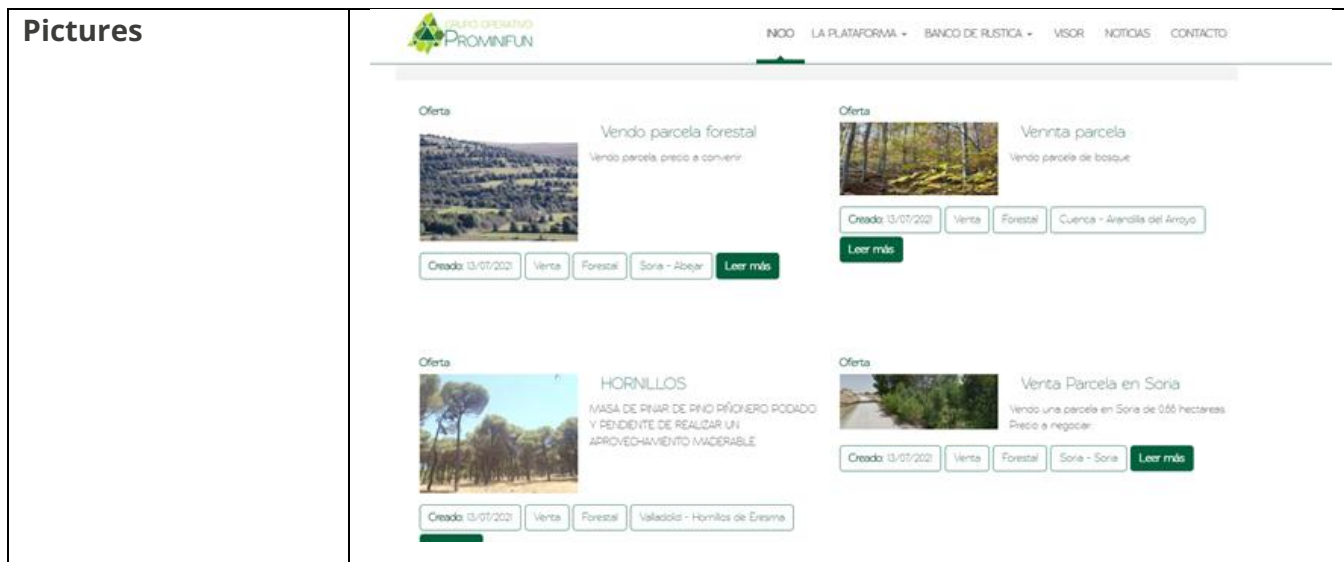 Pictures
GRUPO OPERATIVO
PROMINIFUN
INICIO LA PLATAFORMA BANCO DE RUSTICA VISOR NOTICIAS CONTACTO
Oferta
Vendo parcela forestal
Vendo parcela, precio a convenir
Creado: 13/07/2021 Venta Forestal Soria - Abejar Leer más
Oferta
Vennta parcela
Vendo parcela de bosque
Creado: 13/07/2021 Venta Forestal Cuenca - Arandilla del Arroyo
Leer más
Oferta
HORNILLOS
MASA DE PINAR DE PINO PIÑONERO PODADO
Y PENDIENTE DE REALIZAR UN
APROVECHAMIENTO MADERABLE
Creado: 13/07/2021 Venta Forestal Valladolid - Hornillos de Eresma
Oferta
Venta Parcela en Soria
Vendo una parcela en Soria de 0.66 hectareas.
Precio a negociar.
Creado: 13/07/2021 Venta Forestal Soria - Soria Leer más